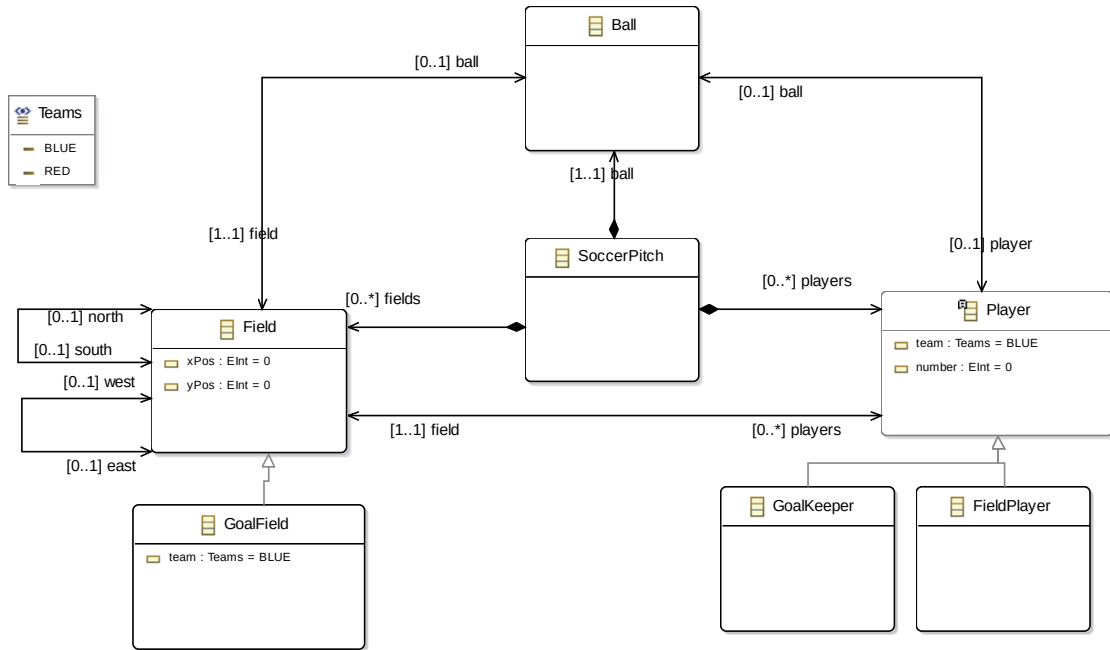 Ball
[0..1] ball
[0..1] ball
Teams
BLUE
RED
[1..1] ball
[1..1] field
[0..1] player
SoccerPitch
[0..*] players
[0..*] fields
[0..1] north
Field
Player
[0..1] south
xPos : EInt = 0
yPos : EInt = 0
team : Teams = BLUE
number : EInt = 0
[0..1] west
[1..1] field
[0..*] players
[0..1] east
GoalField
team : Teams = BLUE
GoalKeeper
FieldPlayer